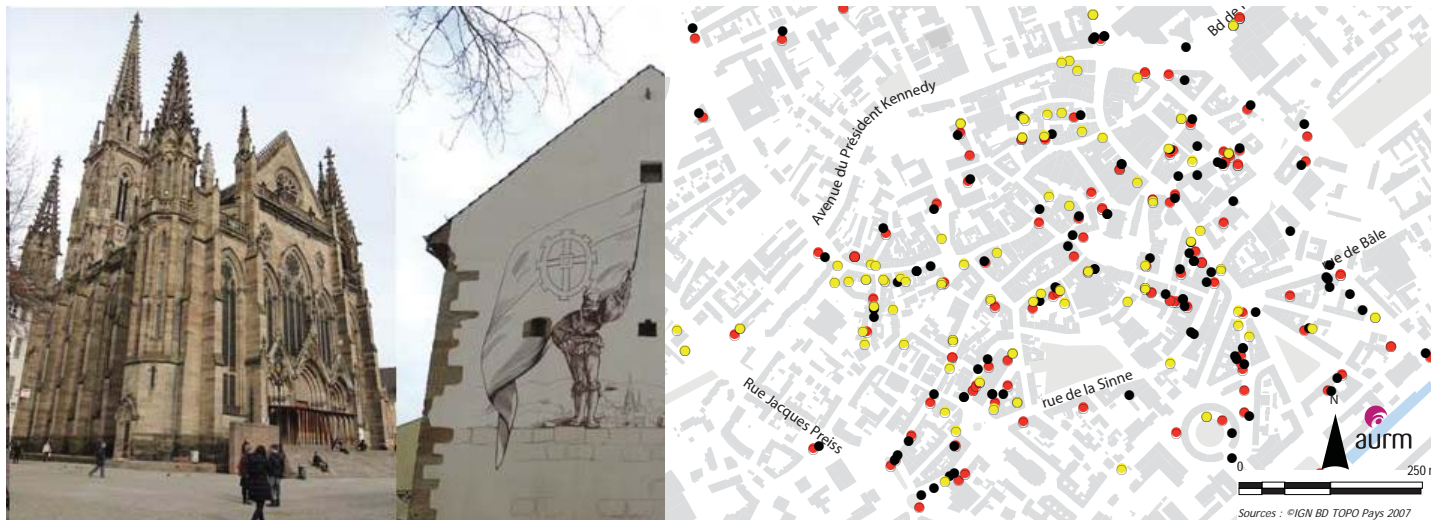 Bd de
Avenue du Président Kennedy
rue de Bâle
rue de la Sinne
Rue Jacques Preiss
N
aurm
0
250 m
Sources : ©IGN BD TOPO Pays 2007